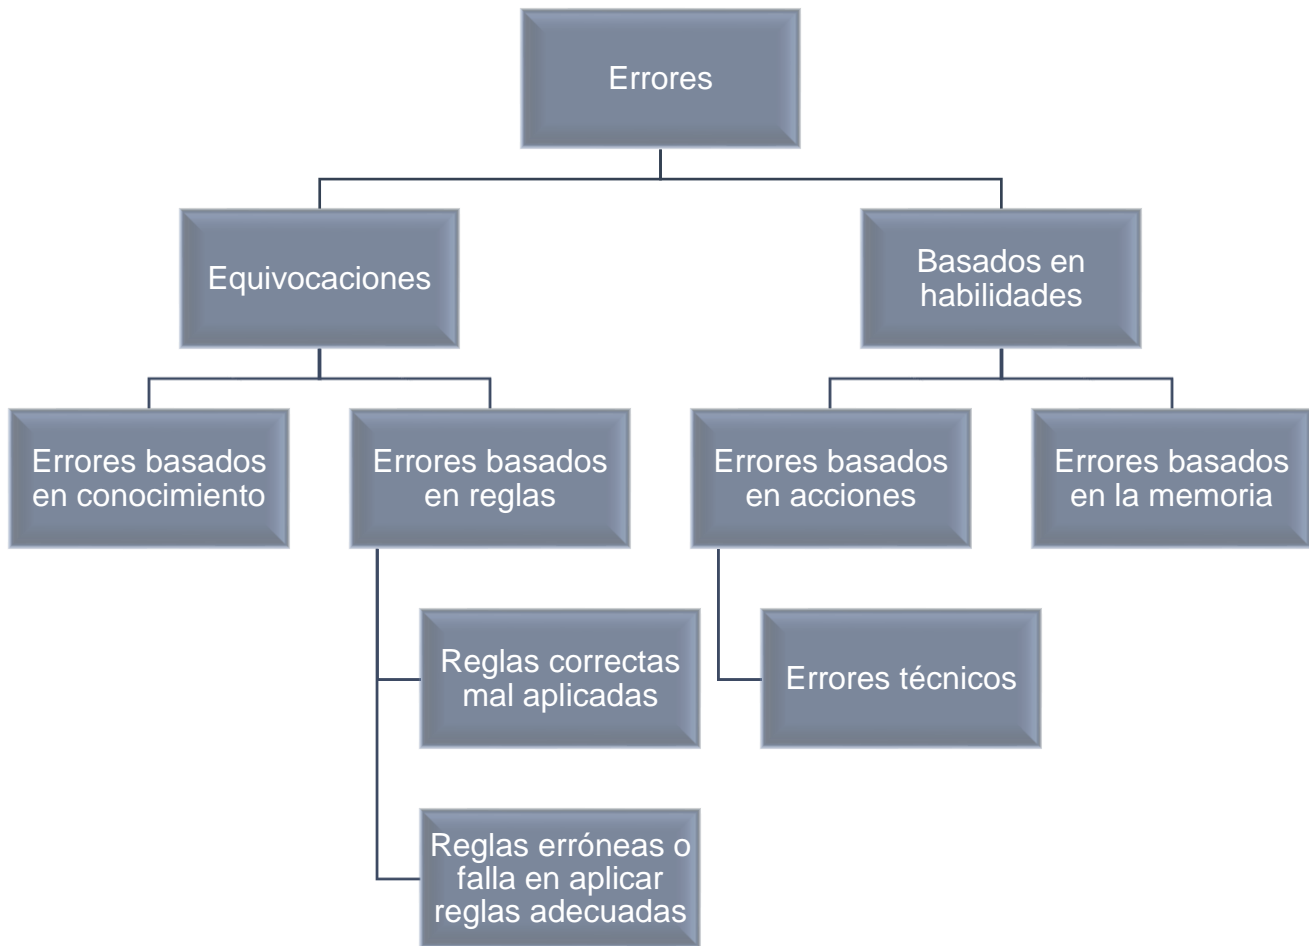 Errores
Equivocaciones
Basados en
habilidades
Errores basados
en conocimiento
Errores basados
en reglas
Errores basados
en acciones
Errores basados
en la memoria
Reglas correctas
mal aplicadas
Errores técnicos
Reglas erróneas o
falla en aplicar
reglas adecuadas